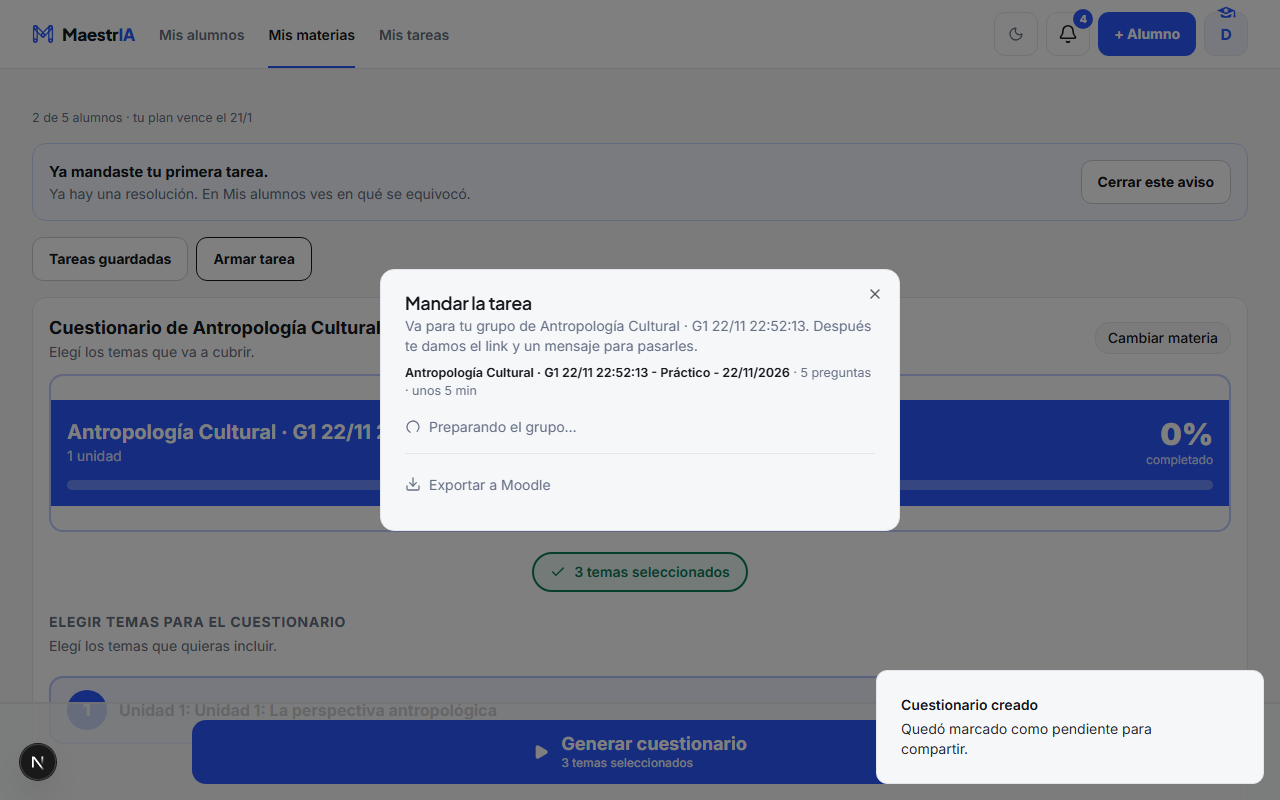 MaestrIA
Mis alumnos
Mis materias
Mis tareas
4
+ Alumno
D
2 de 5 alumnos · tu plan vence el 21/1
Ya mandaste tu primera tarea.
Ya hay una resolución. En Mis alumnos ves en qué se equivocó.
Cerrar este aviso
Tareas guardadas
Armar tarea
Cuestionario de Antropología Cultural
Elegí los temas que va a cubrir.
Cambiar materia
Antropología Cultural · G1 22/11 2
1 unidad
0%
completado
Mandar la tarea
Va para tu grupo de Antropología Cultural · G1 22/11 22:52:13. Después
te damos el link y un mensaje para pasarles.
Antropología Cultural · G1 22/11 22:52:13 - Práctico - 22/11/2026 · 5 preguntas
· unos 5 min
Preparando el grupo...
Exportar a Moodle
3 temas seleccionados
ELEGIR TEMAS PARA EL CUESTIONARIO
Elegí los temas que quieras incluir.
1
Unidad 1: Unidad 1: La perspectiva antropológica
Generar cuestionario
3 temas seleccionados
Cuestionario creado
Quedó marcado como pendiente para
compartir.
N